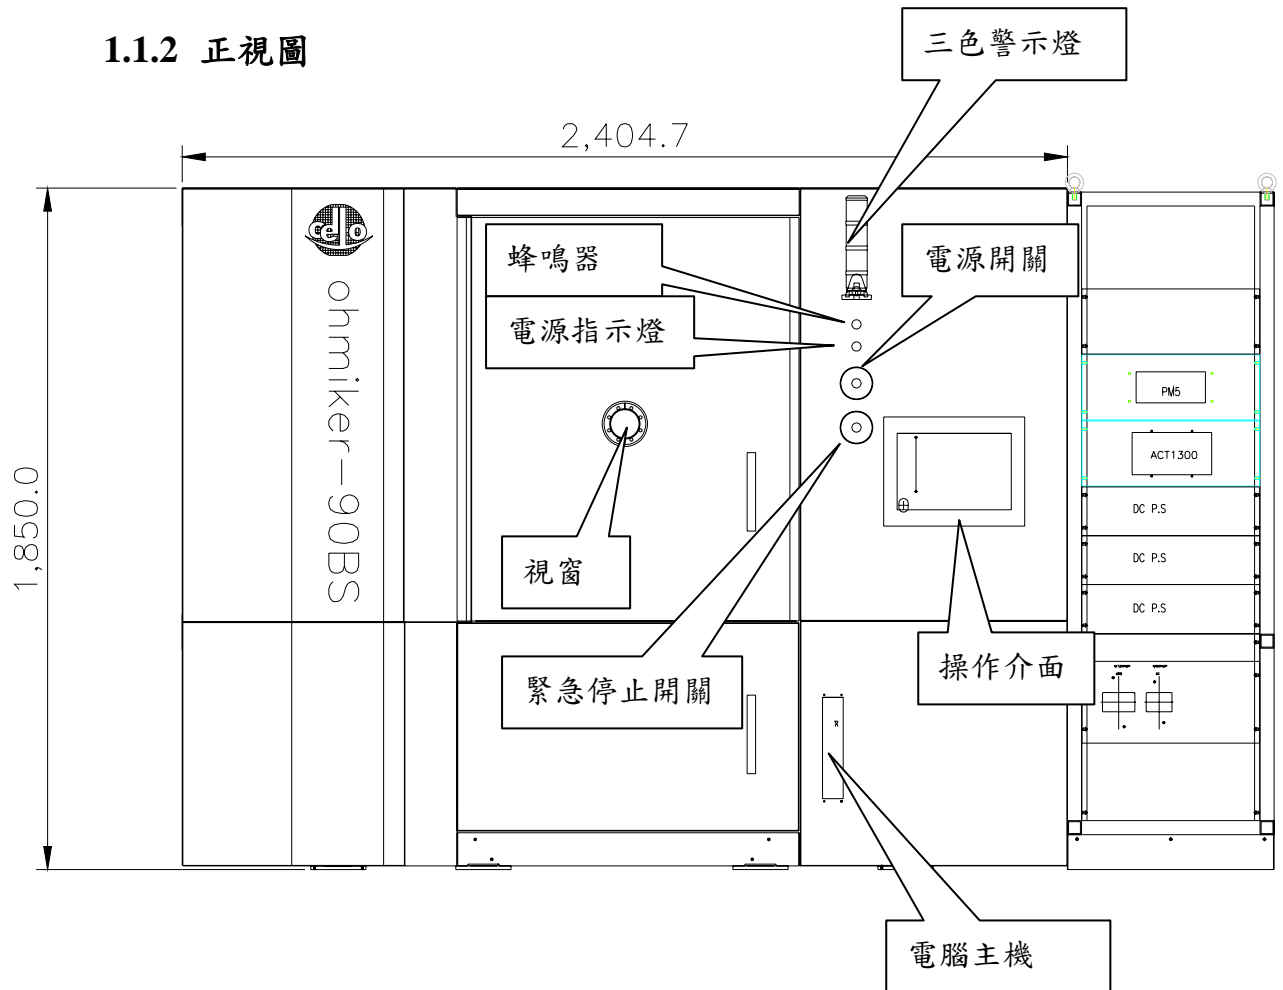 1.1.2 正視圖
三色警示燈
2,404.7
celo
蜂鳴器
電源開關
電源指示燈
ohmiker-90BS
1,850.0
PM5
ACT1300
DC P.S
DC P.S
DC P.S
視窗
操作介面
緊急停止開關
PC
電腦主機